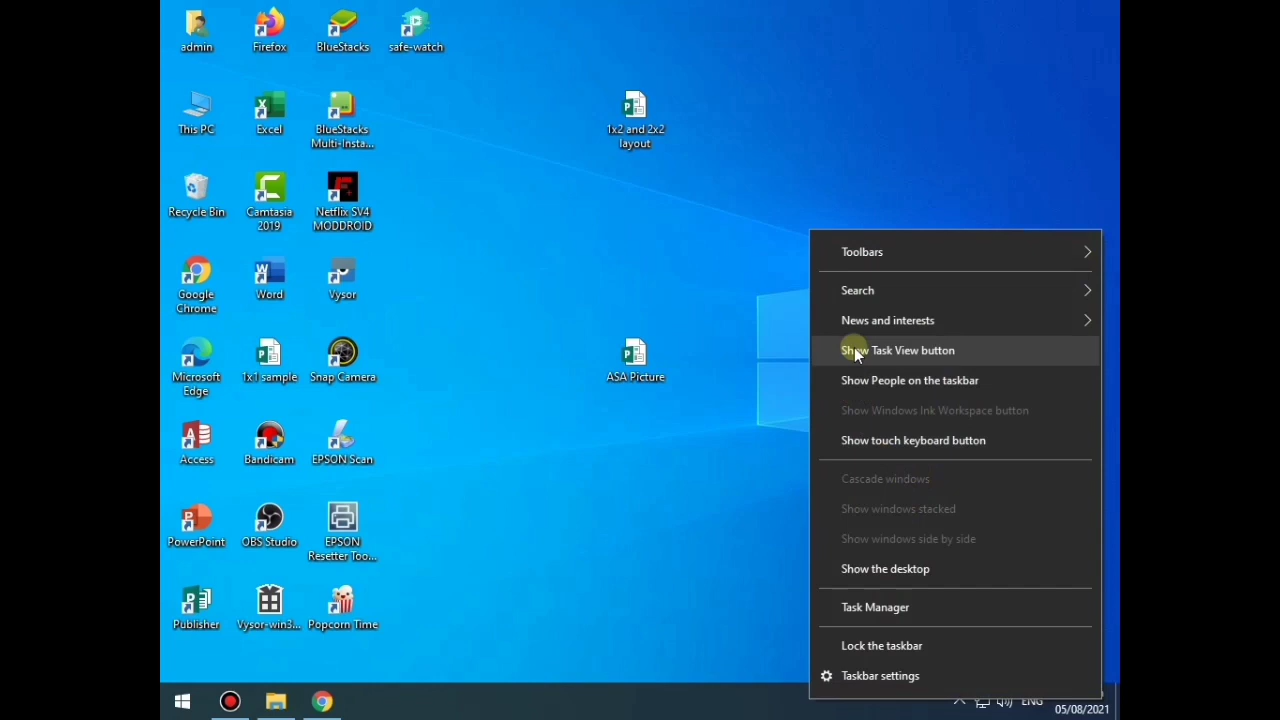 admin
Firefox
BlueStacks
safe-watch
This PC
Excel
BlueStacks
Multi-Insta...
1x2 and 2x2
layout
Recycle Bin
Camtasia
2019
Netflix SV4
MODDROID
Google
Chrome
Word
Vysor
Microsoft
Edge
1x1 sample
Snap Camera
ASA Picture
Access
Bandicam
EPSON Scan
PowerPoint
OBS Studio
EPSON
Resetter Too...
Publisher
Vysor-win3...
Popcorn Time
Toolbars
Search
News and interests
Show Task View button
Show People on the taskbar
Show Windows Ink Workspace button
Show touch keyboard button
Cascade windows
Show windows stacked
Show windows side by side
Show the desktop
Task Manager
Lock the taskbar
Taskbar settings
ENG
05/08/2021